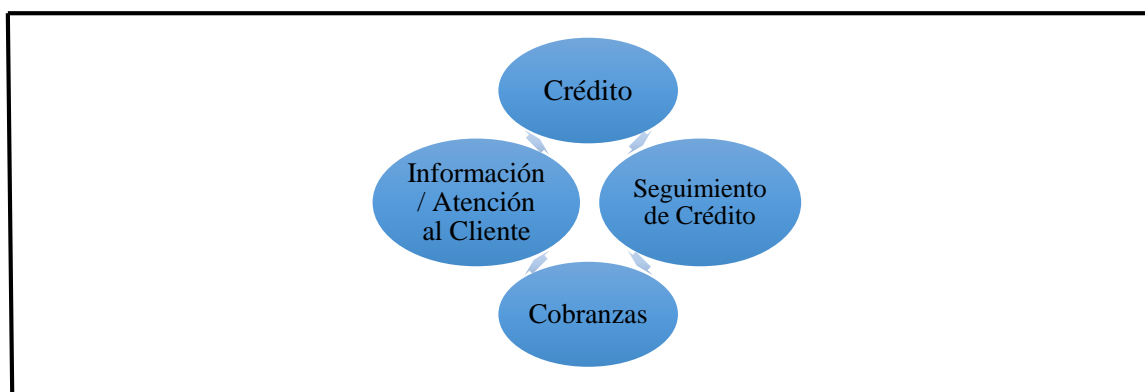 Crédito
Información
/ Atención
al Cliente
Seguimiento
de Crédito
Cobranzas